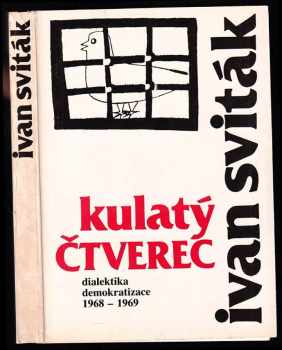 ivan sviták
ivan sviták
kulatý
ČTVEREC
dialektika
demokratizace
1968 – 1969